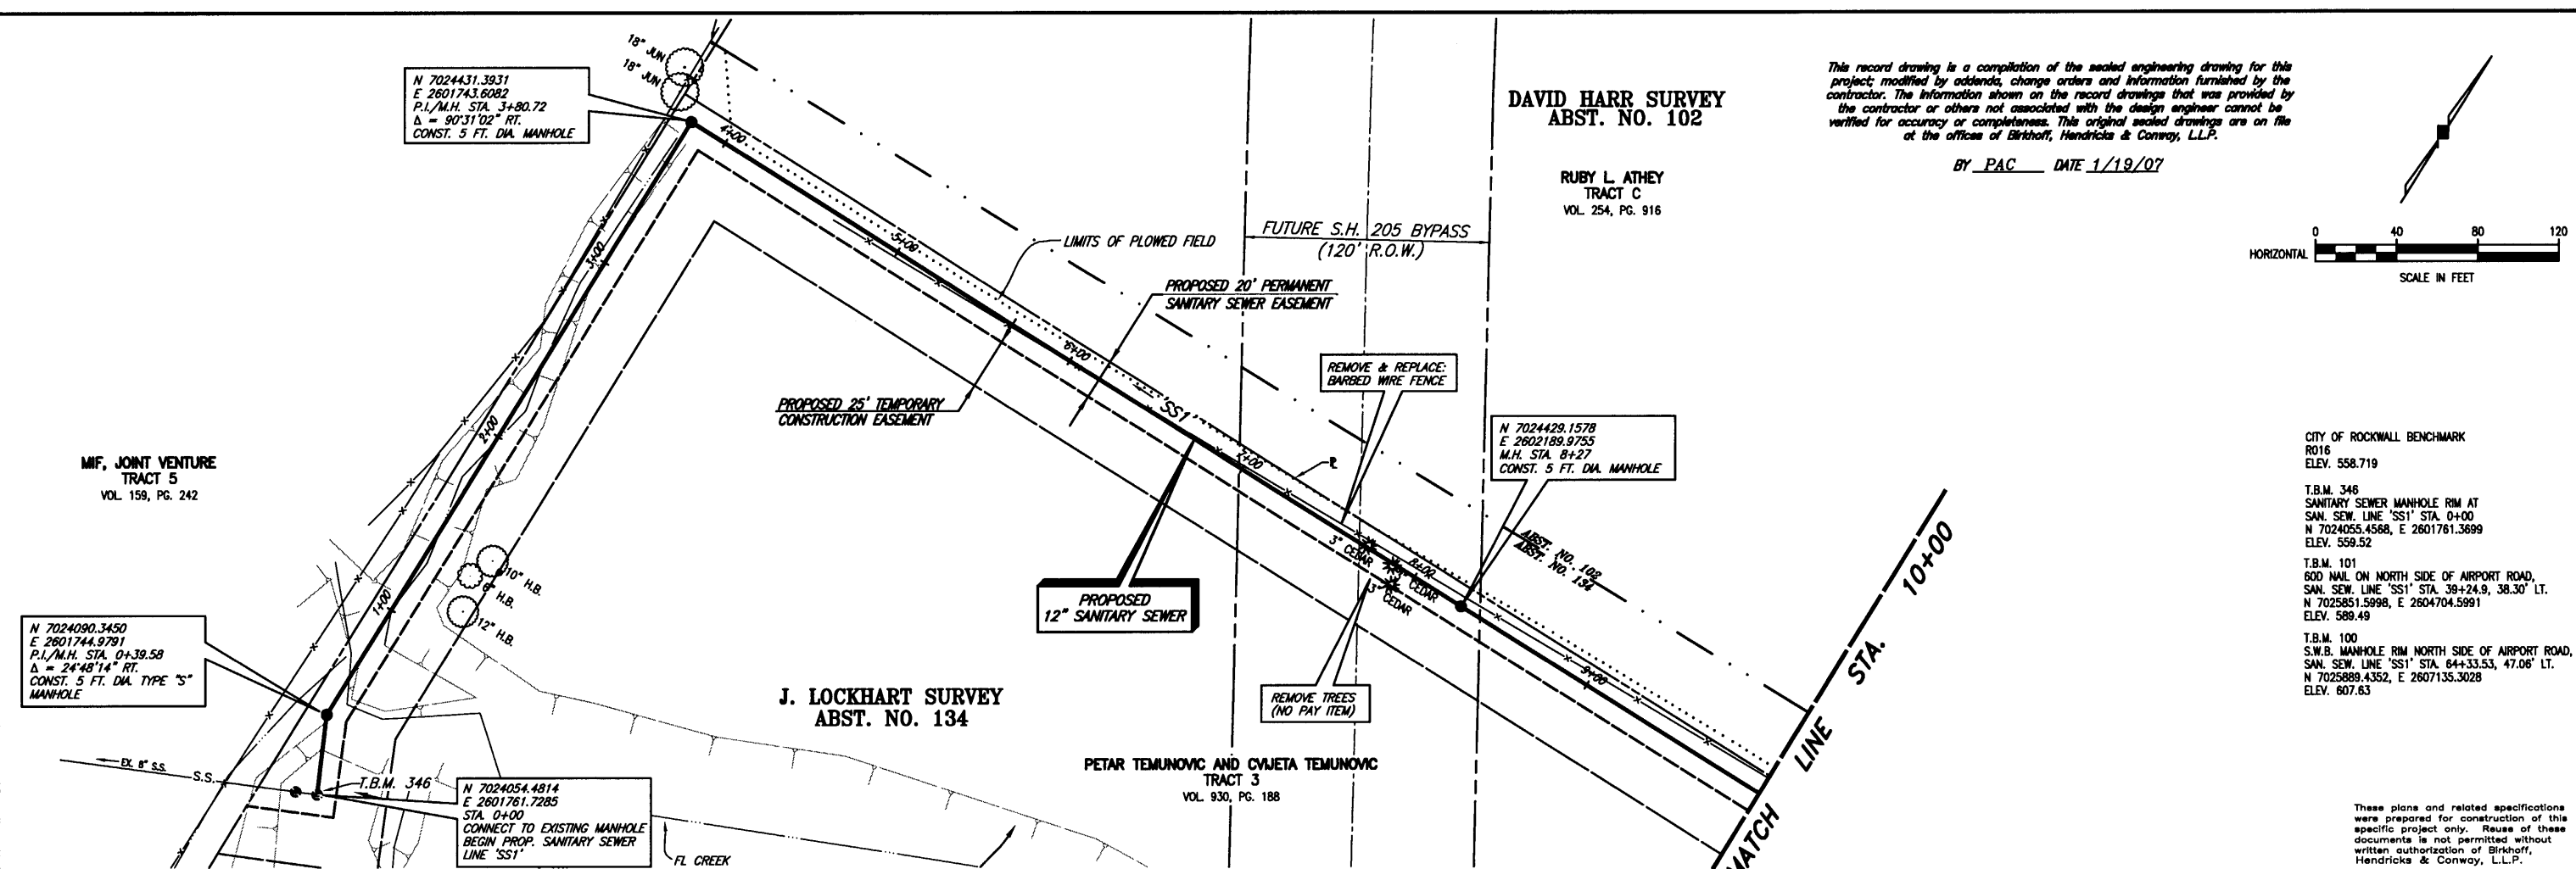 18" JUN
18" JUN
N 7024431.3931
E 2601743.6082
P.I./M.H. STA. 3+80.72
Δ = 90°31'02" RT.
CONST. 5 FT. DIA. MANHOLE
DAVID HARR SURVEY
ABST. NO. 102
This record drawing is a compilation of the sealed engineering drawing for this
project; modified by addenda, change orders and information furnished by the
contractor. The information shown on the record drawings that was provided by
the contractor or others not associated with the design engineer cannot be
verified for accuracy or completeness. This original sealed drawings are on file
at the offices of Birkhoff, Hendricks & Conway, L.L.P.
BY PAC DATE 1/19/07
RUBY L. ATHEY
TRACT C
VOL. 254, PG. 916
FUTURE S.H. 205 BYPASS
(120' R.O.W.)
0 40 80 120
HORIZONTAL
SCALE IN FEET
4+00
5+00
3+00
LIMITS OF PLOWED FIELD
PROPOSED 20' PERMANENT
SANITARY SEWER EASEMENT
6+00
REMOVE & REPLACE:
BARBED WIRE FENCE
PROPOSED 25' TEMPORARY
CONSTRUCTION EASEMENT
'SS1'
2+00
7+00
N 7024429.1578
E 2602189.9755
M.H. STA. 8+27
CONST. 5 FT. DIA. MANHOLE
MIF, JOINT VENTURE
TRACT 5
VOL. 159, PG. 242
CITY OF ROCKWALL BENCHMARK
R016
ELEV. 558.719
T.B.M. 346
SANITARY SEWER MANHOLE RIM AT
SAN. SEW. LINE 'SS1' STA. 0+00
N 7024055.4568, E 2601761.3699
ELEV. 559.52
T.B.M. 101
60D NAIL ON NORTH SIDE OF AIRPORT ROAD,
SAN. SEW. LINE 'SS1' STA. 39+24.9, 38.30' LT.
N 7025851.5998, E 2604704.5991
ELEV. 589.49
T.B.M. 100
S.W.B. MANHOLE RIM NORTH SIDE OF AIRPORT ROAD,
SAN. SEW. LINE 'SS1' STA. 64+33.53, 47.06' LT.
N 7025889.4352, E 2607135.3028
ELEV. 607.63
ABST. NO. 102
ABST. NO. 134
3" CEDAR
8+00
CEDAR
3" CEDAR
10" H.B.
H.B.
12" H.B.
1+00
PROPOSED
12" SANITARY SEWER
N 7024090.3450
E 2601744.9791
P.I./M.H. STA. 0+39.58
Δ = 24°48'14" RT.
CONST. 5 FT. DIA. TYPE "S"
MANHOLE
J. LOCKHART SURVEY
ABST. NO. 134
REMOVE TREES
(NO PAY ITEM)
9+00
MATCH LINE STA. 10+00
PETAR TEMUNOVIC AND CVIJETA TEMUNOVIC
TRACT 3
VOL. 930, PG. 188
EX. 8" S.S.
S.S.
T.B.M. 346
N 7024054.4814
E 2601761.7285
STA. 0+00
CONNECT TO EXISTING MANHOLE
BEGIN PROP. SANITARY SEWER
LINE 'SS1'
FL CREEK
These plans and related specifications
were prepared for construction of this
specific project only. Reuse of these
documents is not permitted without
written authorization of Birkhoff,
Hendricks & Conway, L.L.P.